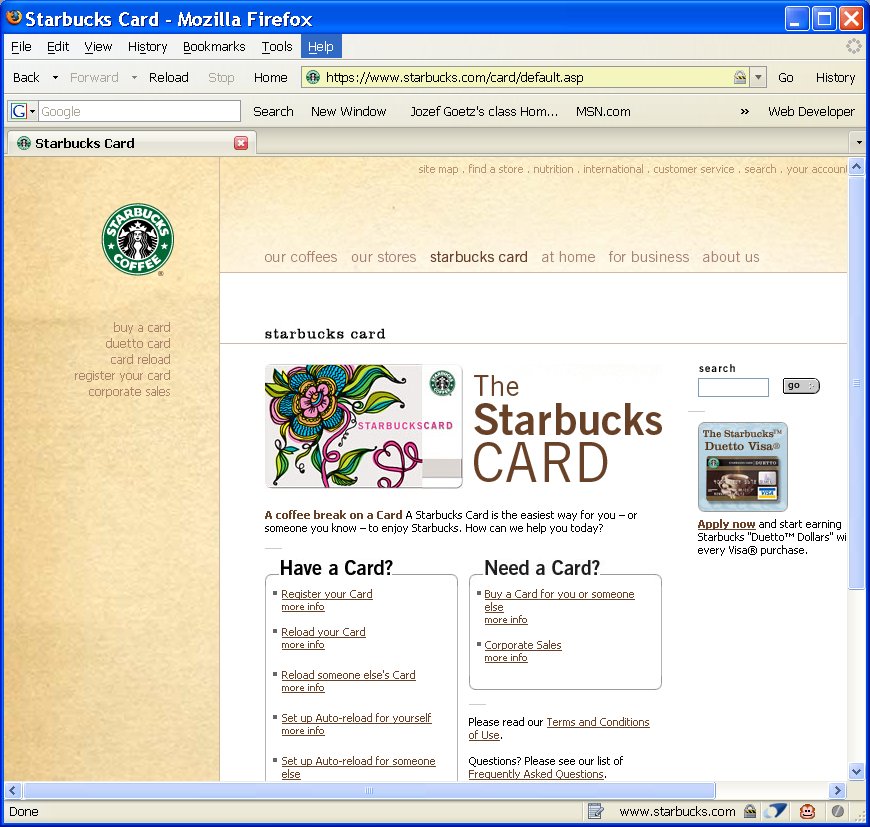 Starbucks Card - Mozilla Firefox
File Edit View History Bookmarks Tools Help
Back Forward Reload Stop Home https://www.starbucks.com/card/default.asp Go History
G Google Search New Window Jozef Goetz's class Hom... MSN.com » Web Developer
Starbucks Card
site map . find a store . nutrition . international . customer service . search . your accoun
STARBUCKS
COFFEE
®
our coffees our stores starbucks card at home for business about us
buy a card
duetto card
card reload
register your card
corporate sales
starbucks card
STARBUCKSCARD
The
Starbucks
CARD
search
go
The Starbucks™
Duetto Visa®
VISA
A coffee break on a Card A Starbucks Card is the easiest way for you – or
someone you know – to enjoy Starbucks. How can we help you today?
Apply now and start earning
Starbucks "Duetto™ Dollars" wi
every Visa® purchase.
Have a Card?
Register your Card
more info
Reload your Card
more info
Reload someone else's Card
more info
Set up Auto-reload for yourself
more info
Set up Auto-reload for someone
else
Need a Card?
Buy a Card for you or someone
else
more info
Corporate Sales
more info
Please read our Terms and Conditions
of Use.
Questions? Please see our list of
Frequently Asked Questions.
Done www.starbucks.com